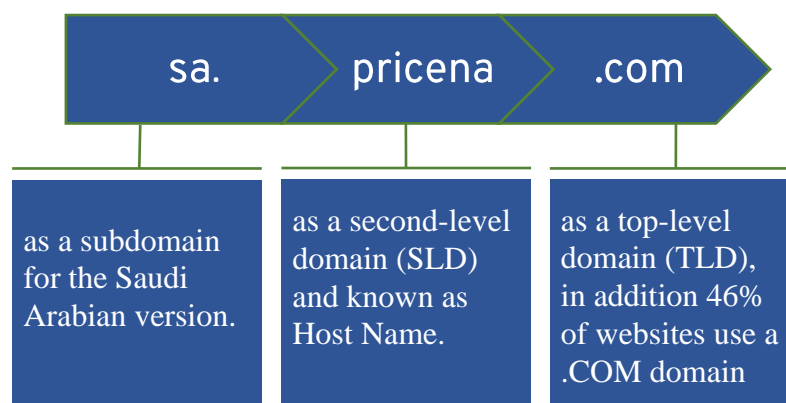 sa.
pricena
.com
as a subdomain
for the Saudi
Arabian version.
as a second-level
domain (SLD)
and known as
Host Name.
as a top-level
domain (TLD),
in addition 46%
of websites use a
.COM domain